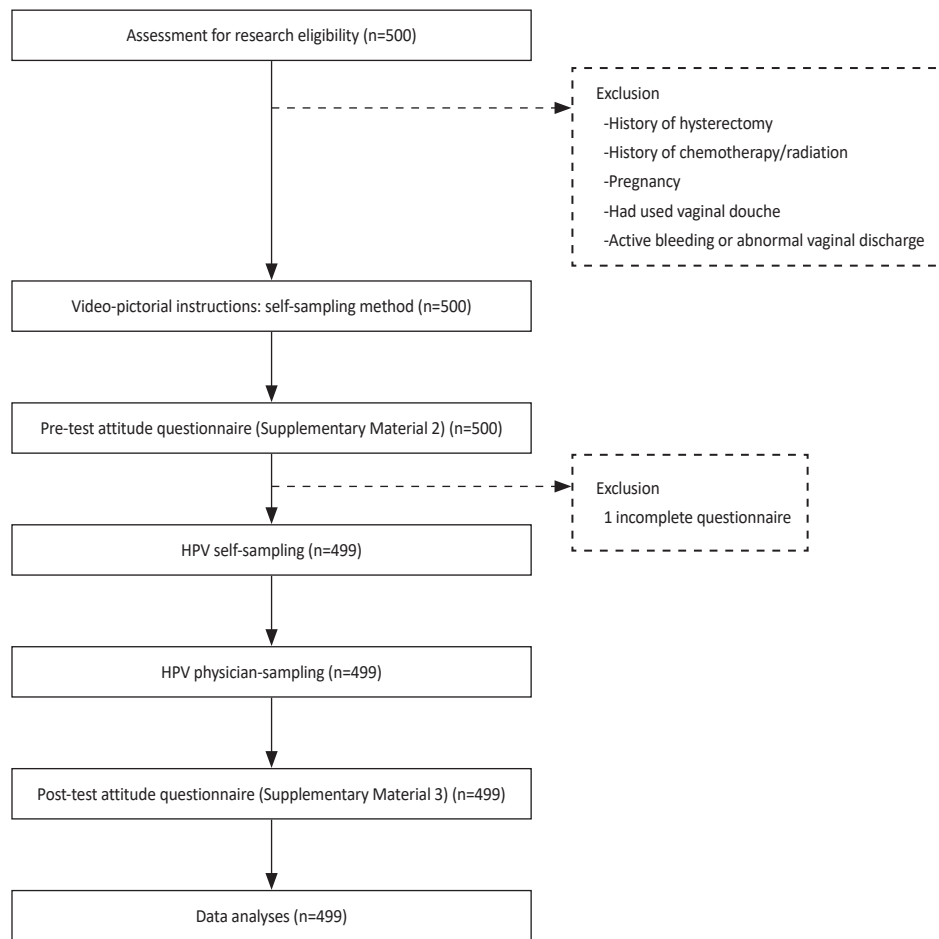 Assessment for research eligibility (n=500)
Exclusion
-History of hysterectomy
-History of chemotherapy/radiation
-Pregnancy
-Had used vaginal douche
-Active bleeding or abnormal vaginal discharge
Video-pictorial instructions: self-sampling method (n=500)
Pre-test attitude questionnaire (Supplementary Material 2) (n=500)
Exclusion
1 incomplete questionnaire
HPV self-sampling (n=499)
HPV physician-sampling (n=499)
Post-test attitude questionnaire (Supplementary Material 3) (n=499)
Data analyses (n=499)